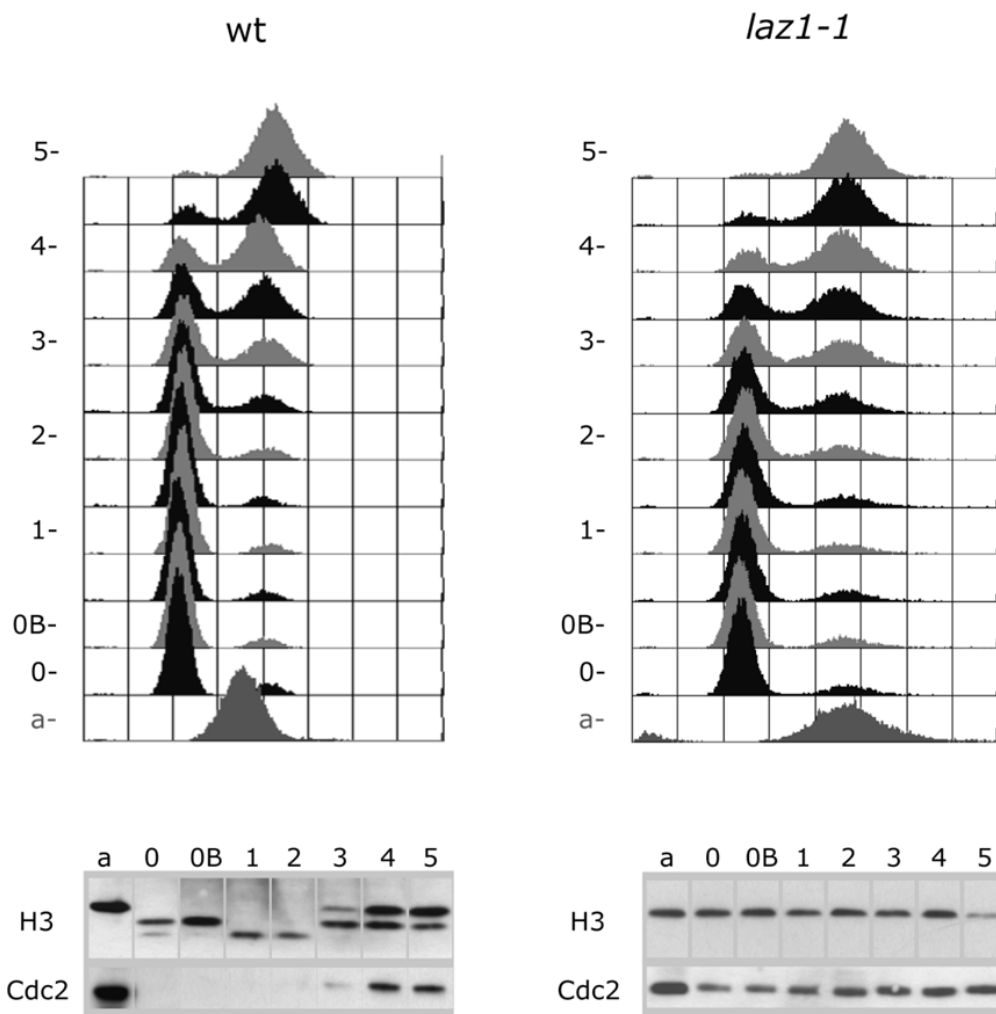 wt
laz1-1
5-
4-
3-
2-
1-
0B-
0-
a-
5-
4-
3-
2-
1-
0B-
0-
a-
a 0 0B 1 2 3 4 5
H3
Cdc2
a 0 0B 1 2 3 4 5
H3
Cdc2